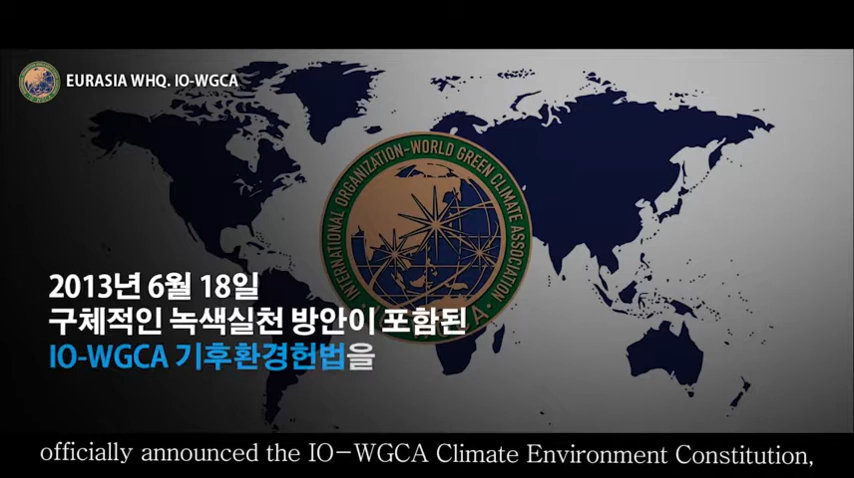 EURASIA WHQ. IO-WGCA
INTERNATIONAL ORGANIZATION-WORLD GREEN CLIMATE ASSOCIATION
2013년 6월 18일
구체적인 녹색실천 방안이 포함된
IO-WGCA 기후환경헌법을
officially announced the IO-WGCA Climate Environment Constitution,